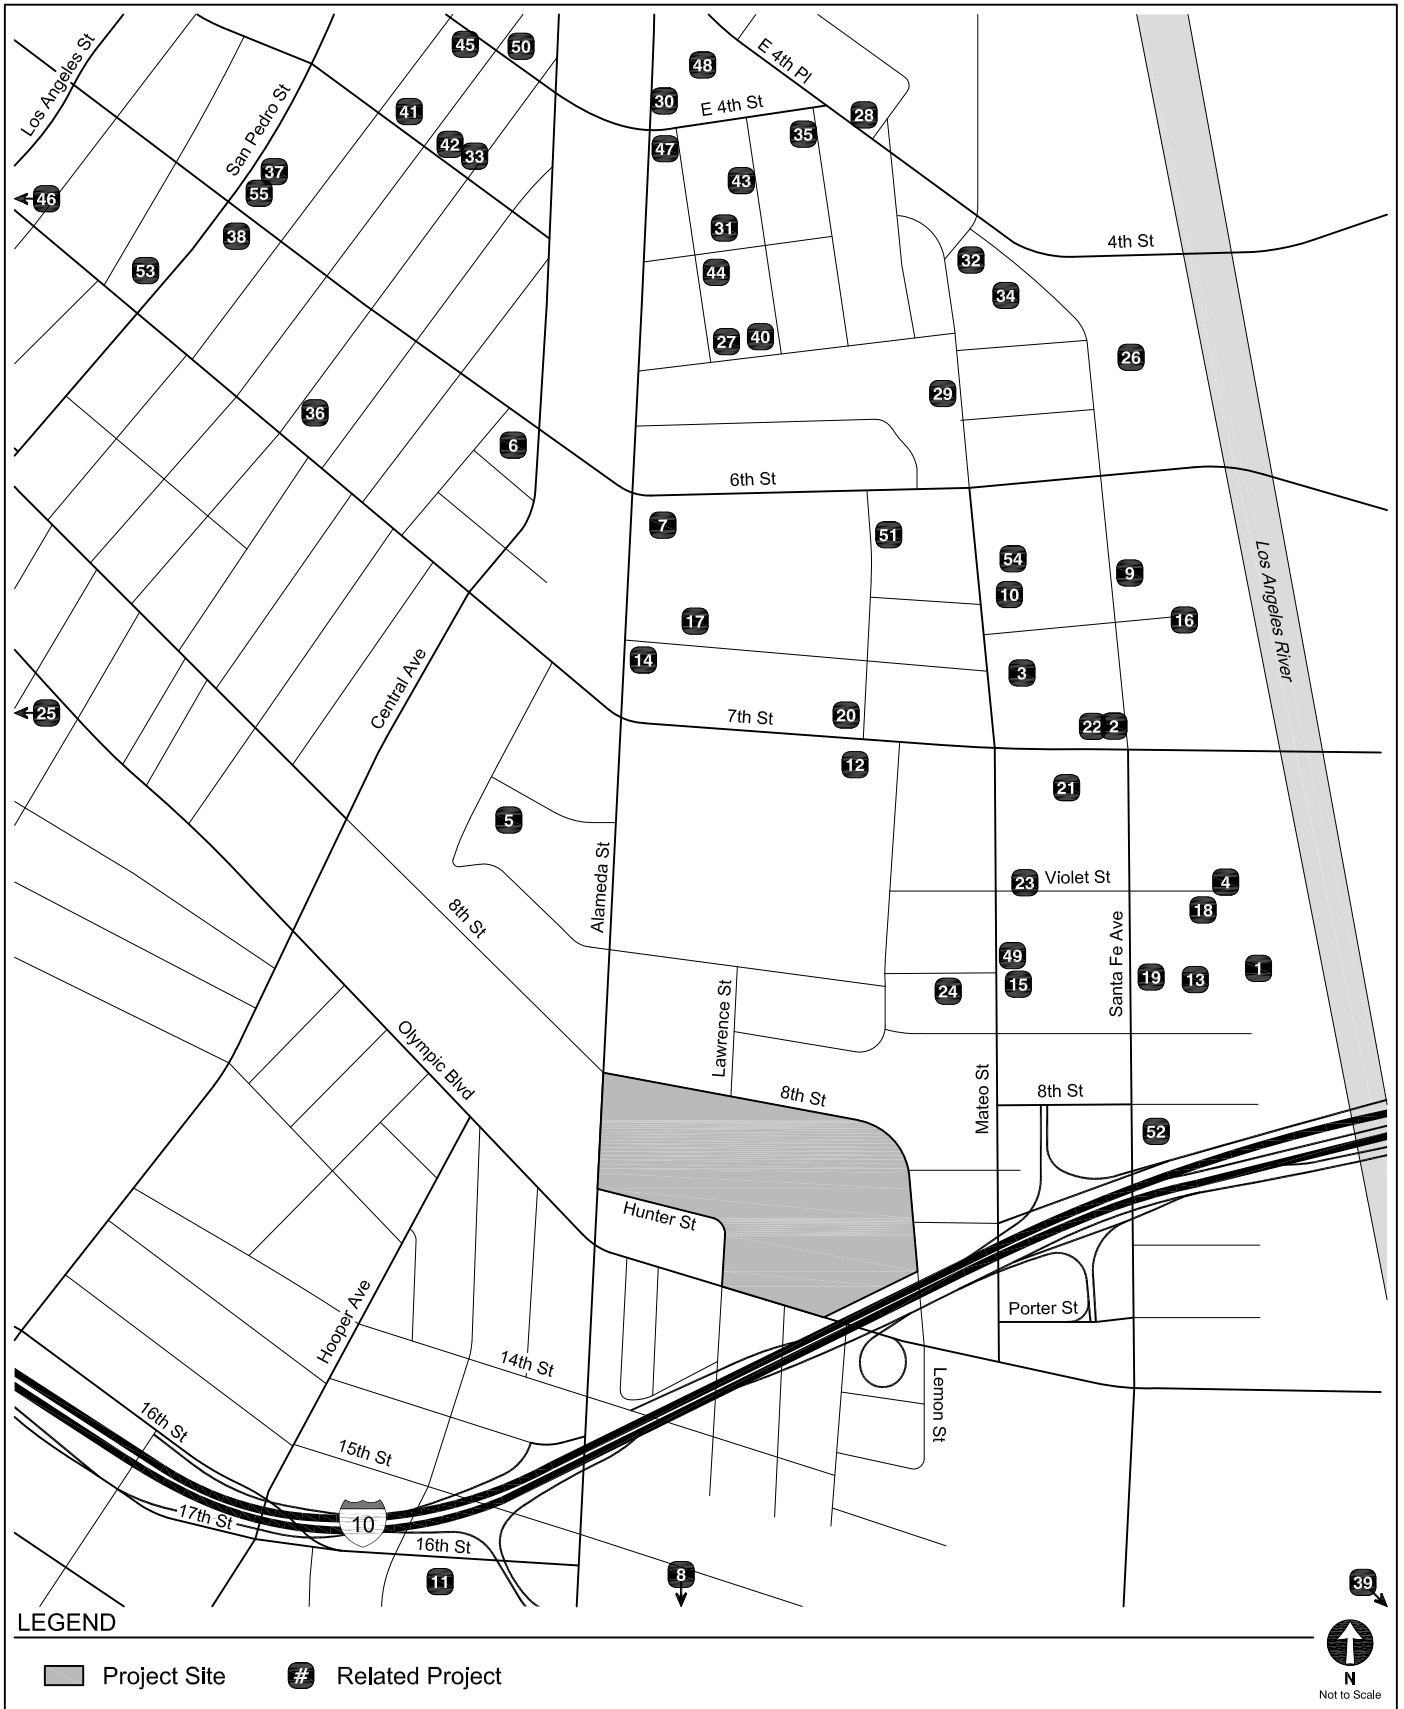 45
50
Los Angeles St
48
E 4th Pl
30
E 4th St
41
San Pedro St
28
35
42
33
47
37
43
55
46
31
38
4th St
53
32
44
34
27
40
26
29
36
6
6th St
7
51
54
9
10
Los Angeles River
17
16
14
3
Central Ave
25
7th St
20
22
2
12
21
5
Alameda St
23
Violet St
4
18
8th St
Santa Fe Ave
49
1
19
13
15
24
Lawrence St
Olympic Blvd
Mateo St
8th St
8th St
52
Hunter St
Hooper Ave
Porter St
14th St
Lemon St
16th St
15th St
17th St
10
16th St
11
8
39
LEGEND
Project Site
# Related Project
N
Not to Scale